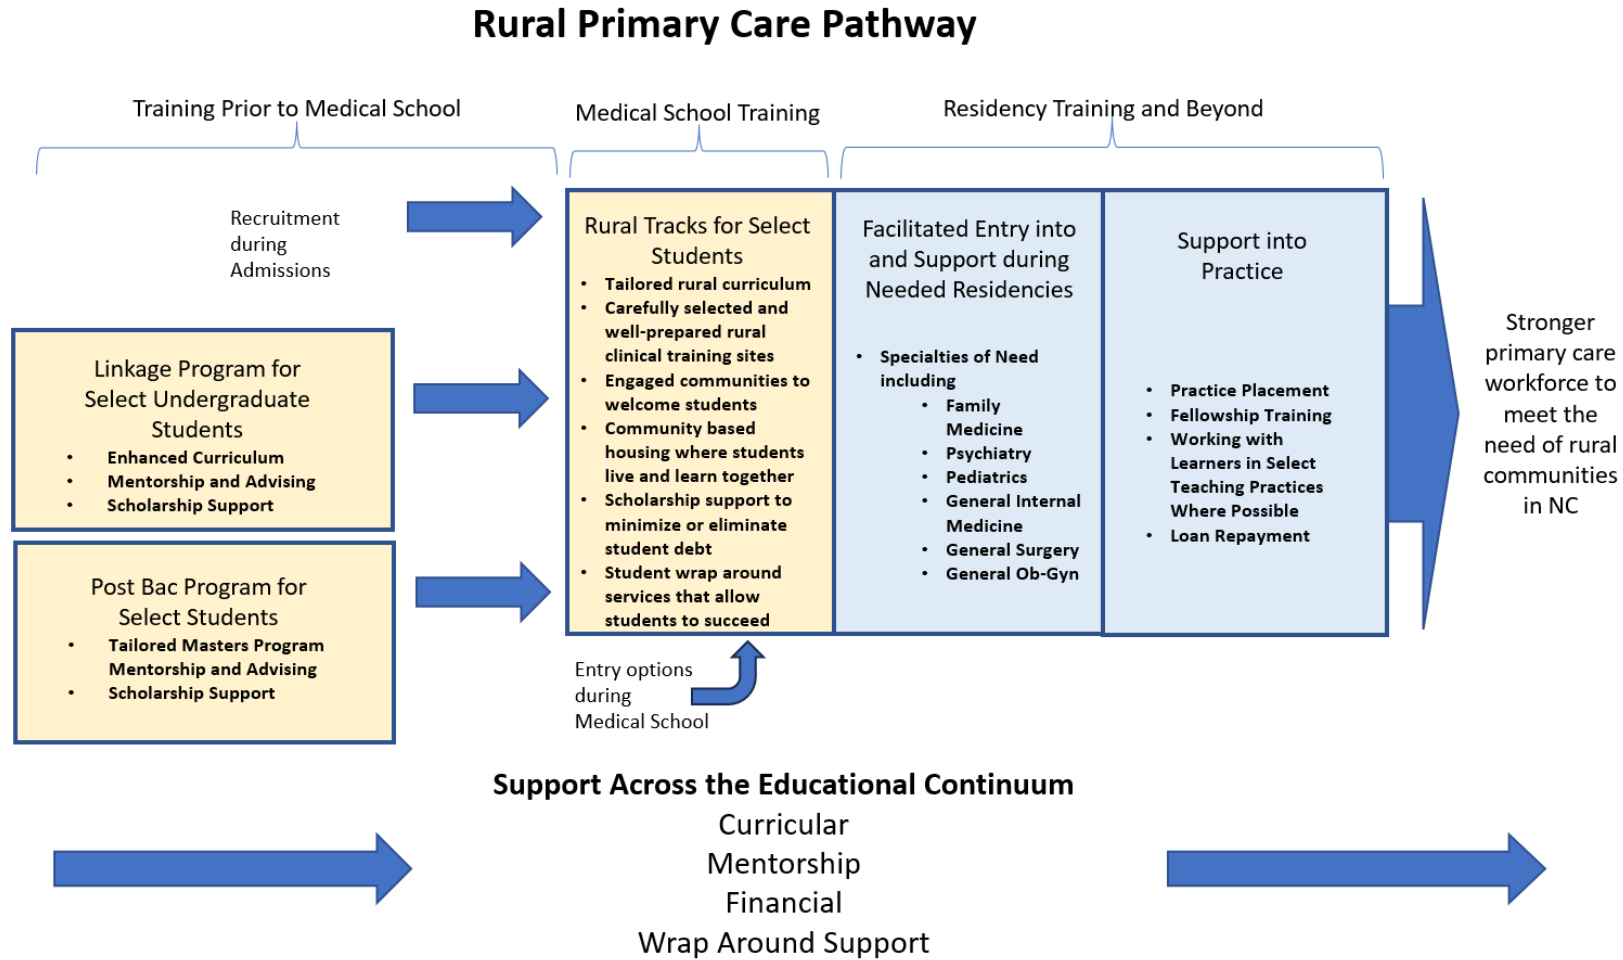 Rural Primary Care Pathway
Training Prior to Medical School
Medical School Training
Residency Training and Beyond
Recruitment
during
Admissions
Linkage Program for
Select Undergraduate
Students
• Enhanced Curriculum
• Mentorship and Advising
• Scholarship Support
Post Bac Program for
Select Students
• Tailored Masters Program
Mentorship and Advising
• Scholarship Support
Rural Tracks for Select
Students
• Tailored rural curriculum
• Carefully selected and
well-prepared rural
clinical training sites
• Engaged communities to
welcome students
• Community based
housing where students
live and learn together
• Scholarship support to
minimize or eliminate
student debt
• Student wrap around
services that allow
students to succeed
Entry options
during
Medical School
Facilitated Entry into
and Support during
Needed Residencies
• Specialties of Need
including
• Family
Medicine
• Psychiatry
• Pediatrics
• General Internal
Medicine
• General Surgery
• General Ob-Gyn
Support into
Practice
• Practice Placement
• Fellowship Training
• Working with
Learners in Select
Teaching Practices
Where Possible
• Loan Repayment
Stronger
primary care
workforce to
meet the
need of rural
communities
in NC
Support Across the Educational Continuum
Curricular
Mentorship
Financial
Wrap Around Support